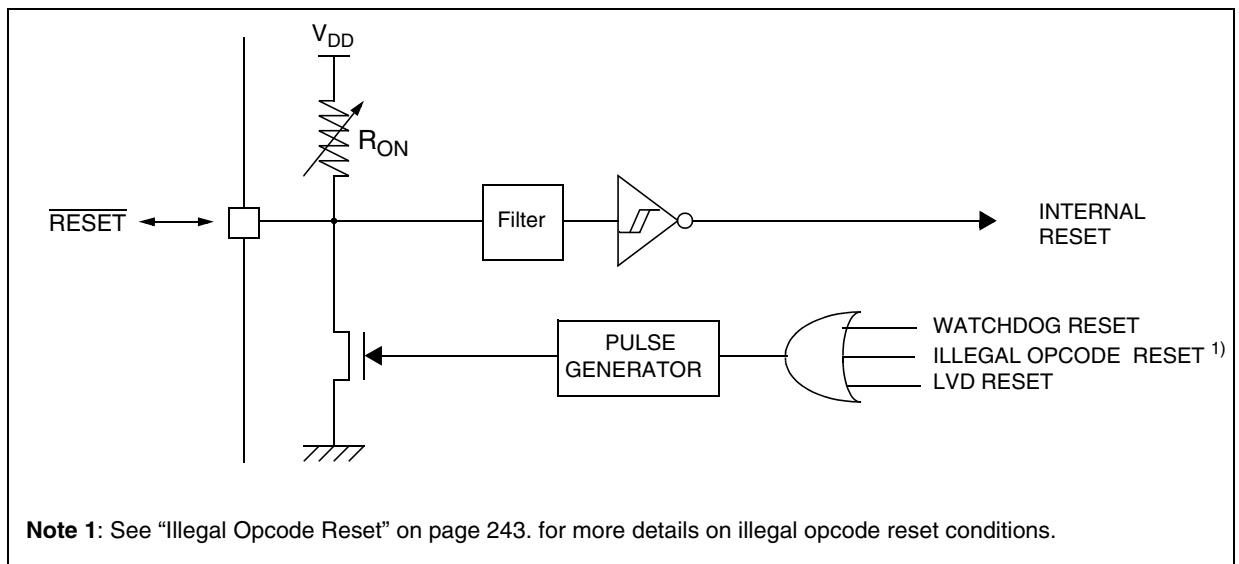 VDD
RON
RESET
Filter
INTERNAL
RESET
PULSE
GENERATOR
WATCHDOG RESET
ILLEGAL OPCODE RESET 1)
LVD RESET
Note 1: See “Illegal Opcode Reset” on page 243. for more details on illegal opcode reset conditions.